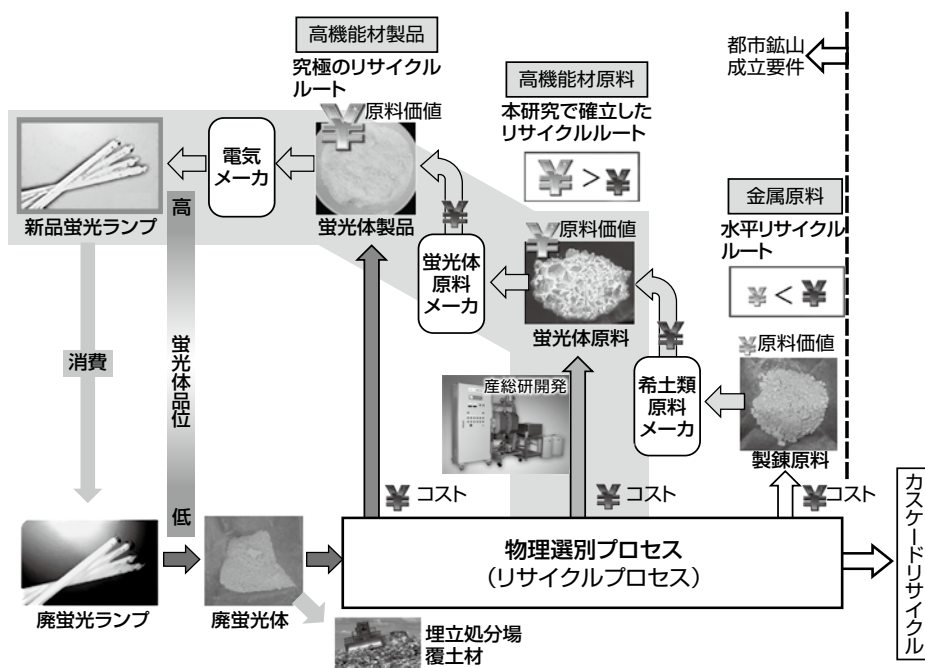 高機能材製品
究極のリサイクル
ルート
¥
原料価値
蛍光体製品
電気
メーカ
新品蛍光ランプ
高機能材原料
本研究で確立した
リサイクルルート
¥ > ¥
¥
原料価値
蛍光体原料
¥
蛍光体
原料
メーカ
都市鉱山
成立要件
金属原料
水平リサイクル
ルート
¥ < ¥
¥原料価値
製錬原料
¥
希土類
原料
メーカ
産総研開発
高
蛍光体品位
低
消費
廃蛍光ランプ
廃蛍光体
埋立処分場
覆土材
¥ コスト
¥ コスト
¥コスト
物理選別プロセス
（リサイクルプロセス）
カスケードリサイクル